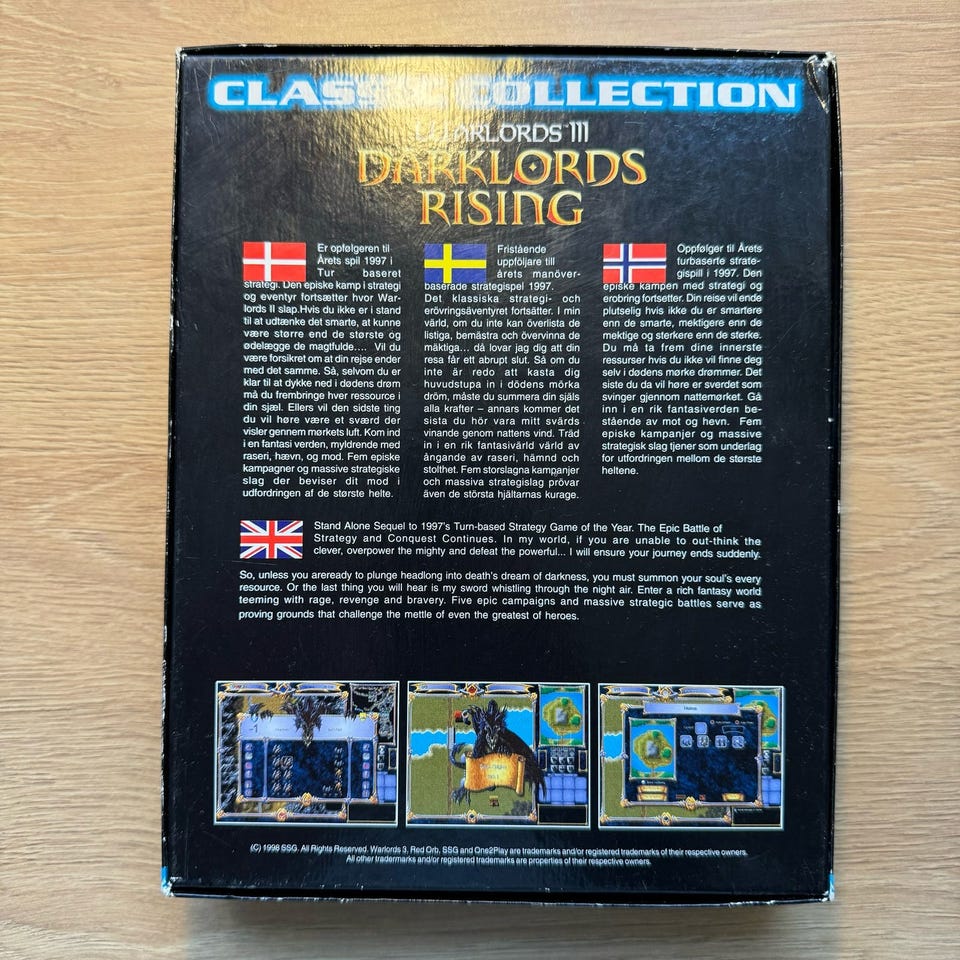 CLASSIC COLLECTION
WARLORDS III
DARKLORDS
RISING
Er opfølgeren til
Årets spil 1997 i
Tur baseret
strategi. Den episke kamp i strategi
og eventyr fortsætter hvor War-
lords II slap.Hvis du ikke er i stand
til at udtænke det smarte, at kunne
være større end de største og
ødelægge de magtfulde.... Vil du
være forsikret om at din rejse ender
med det samme. Så, selvom du er
klar til at dykke ned i dødens drøm
må du frembringe hver ressource i
din sjæl. Ellers vil den sidste ting
du vil høre være et sværd der
visler gennem mørkets luft. Kom ind
i en fantasi verden, myldrende med
raseri, hævn, og mod. Fem episke
kampagner og massive strategiske
slag der beviser dit mod i
udfordringen af de største helte.
Fristående
uppföljare till
årets manöver-
baserade strategispel 1997.
Det klassiska strategi- och
erövringsäventyret fortsätter. I min
värld, om du inte kan överlista de
listiga, bemästra och övervinna de
mäktiga... då lovar jag dig att din
resa får ett abrupt slut. Så om du
inte är redo att kasta dig
huvudstupa in i dödens mörka
dröm, måste du summera din själs
alla krafter – annars kommer det
sista du hör vara mitt svärds
vinande genom nattens vind. Träd
in i en rik fantasivärld värld av
ångande av raseri, hämnd och
stolthet. Fem storslagna kampanjer
och massiva strategislag prövar
även de största hjältarnas kurage.
Oppfølger til Årets
turbaserte strate-
gispill i 1997. Den
episke kampen med strategi og
erobring fortsetter. Din reise vil ende
plutselig hvis ikke du er smartere
enn de smarte, mektigere enn de
mektige og sterkere enn de sterke.
Du må ta frem dine innerste
ressurser hvis du ikke vil finne deg
selv i dødens mørke drømmer. Det
siste du da vil høre er sverdet som
svinger gjennom nattemørket. Gå
inn i en rik fantasiverden be-
stående av mot og hevn. Fem
episke kampanjer og massive
strategisk slag tjener som underlag
for utfordringen mellom de største
heltene.
Stand Alone Sequel to 1997's Turn-based Strategy Game of the Year. The Epic Battle of
Strategy and Conquest Continues. In my world, if you are unable to out-think the
clever, overpower the mighty and defeat the powerful... I will ensure your journey ends suddenly.
So, unless you areready to plunge headlong into death's dream of darkness, you must summon your soul's every
resource. Or the last thing you will hear is my sword whistling through the night air. Enter a rich fantasy world
teeming with rage, revenge and bravery. Five epic campaigns and massive strategic battles serve as
proving grounds that challenge the mettle of even the greatest of heroes.
(C) 1998 SSG. All Rights Reserved. Warlords 3, Red Orb, SSG and One2Play are trademarks and/or registered trademarks of their respective owners.
All other tradermarks and/or registered trademarks are properties of their respective owners.